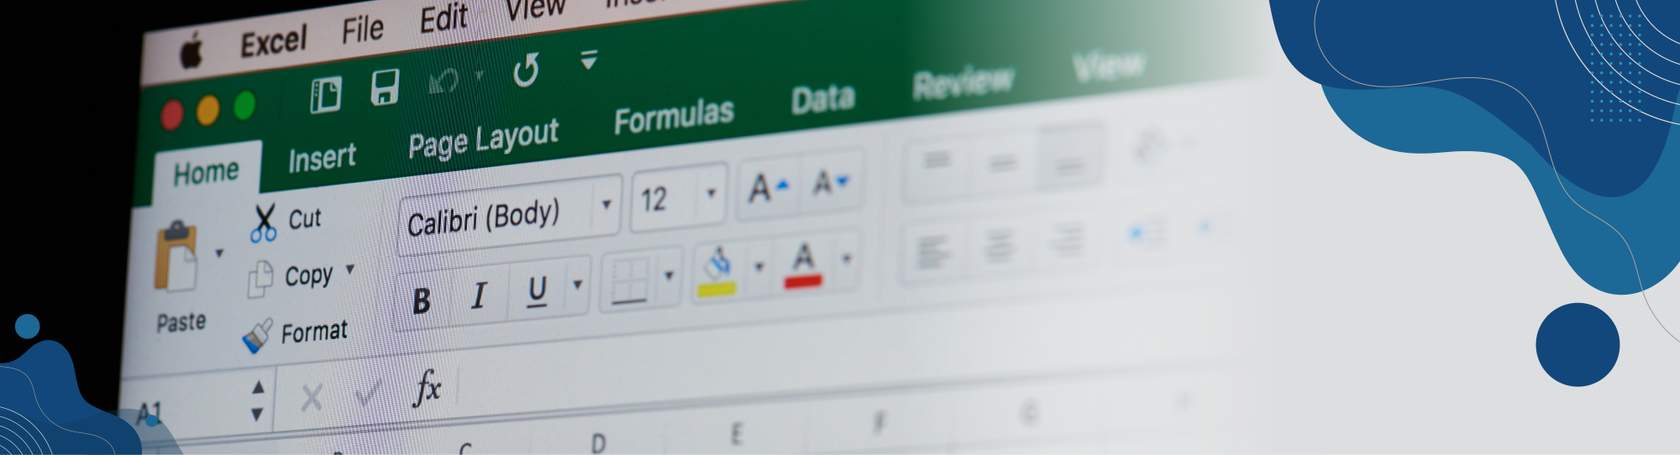 Excel File Edit View
Home Insert Page Layout Formulas Data Review View
Cut
Calibri (Body) 12 A A
Copy
B I U A
Paste
Format
A1 fx
C D E F G